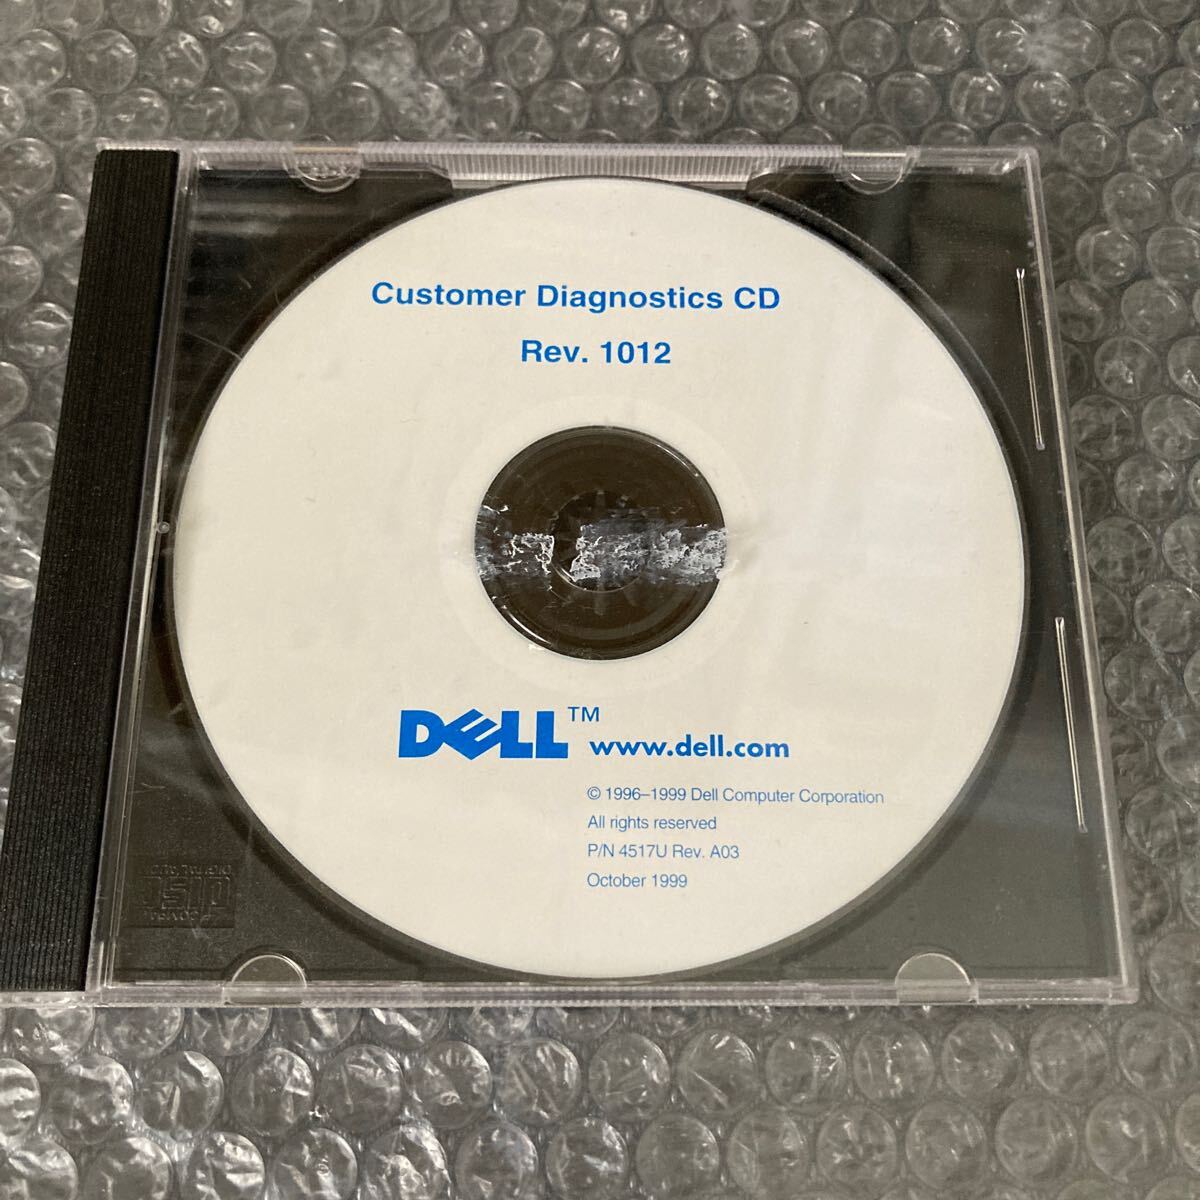 Customer Diagnostics CD
Rev. 1012
DELL™
www.dell.com
© 1996–1999 Dell Computer Corporation
All rights reserved
P/N 4517U Rev. A03
October 1999